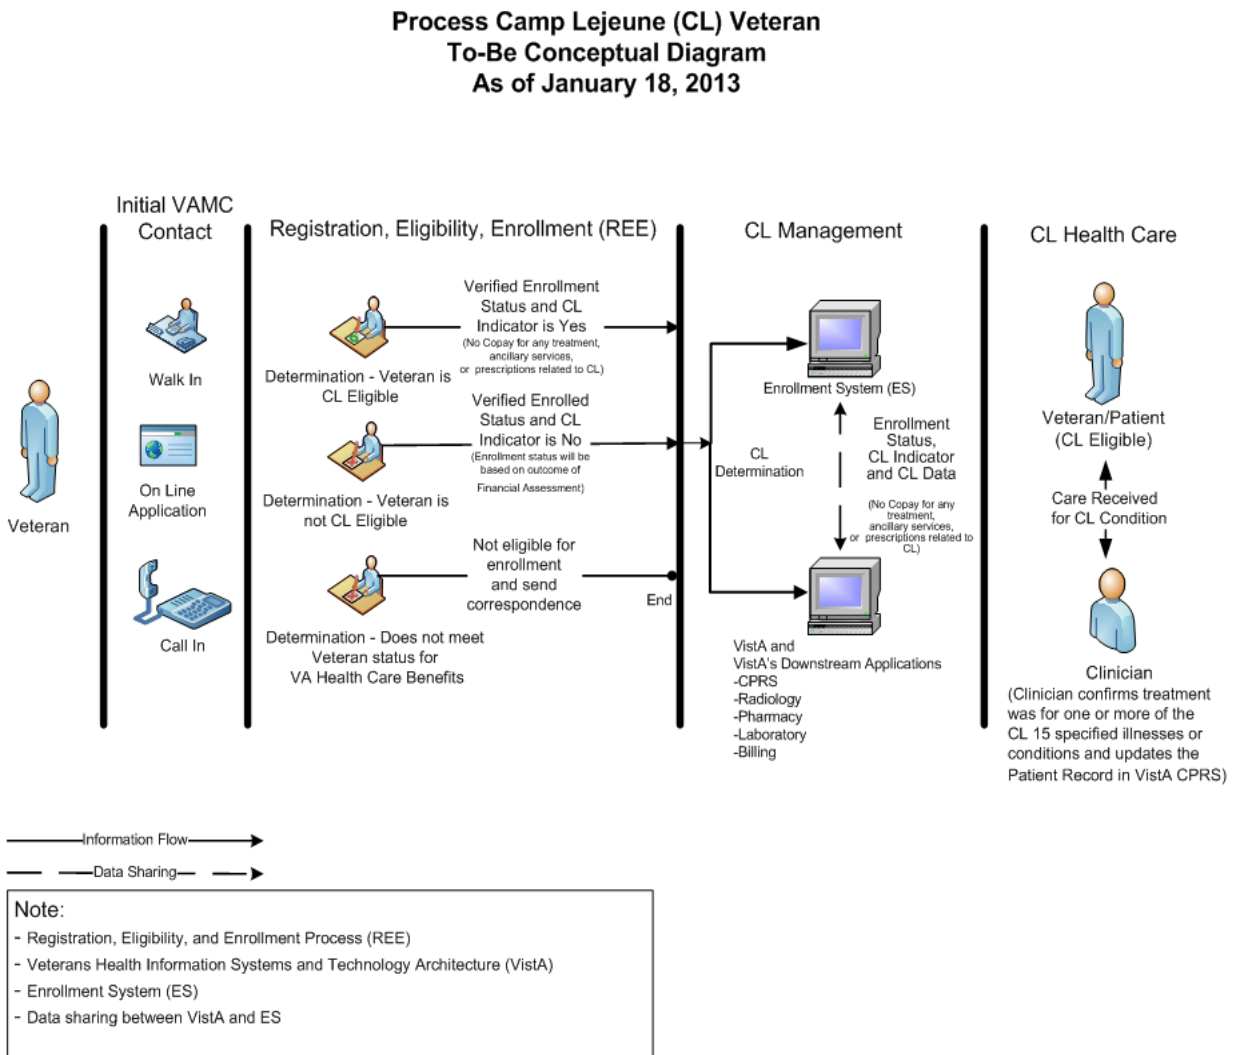 Process Camp Lejeune (CL) Veteran
To-Be Conceptual Diagram
As of January 18, 2013
Initial VAMC
Contact
Registration, Eligibility, Enrollment (REE)
CL Management
CL Health Care
Veteran
Walk In
On Line
Application
Call In
Determination - Veteran is
CL Eligible
Verified Enrollment
Status and CL
Indicator is Yes
(No Copay for any treatment,
ancillary services,
or prescriptions related to CL)
Determination - Veteran is
not CL Eligible
Verified Enrolled
Status and CL
Indicator is No
(Enrollment status will be
based on outcome of
Financial Assessment)
Determination - Does not meet
Veteran status for
VA Health Care Benefits
Not eligible for
enrollment
and send
correspondence
End
CL
Determination
Enrollment System (ES)
Enrollment
Status,
CL Indicator
and CL Data
(No Copay for any
treatment,
ancillary services,
or prescriptions related to
CL)
VistA and
VistA's Downstream Applications
-CPRS
-Radiology
-Pharmacy
-Laboratory
-Billing
Veteran/Patient
(CL Eligible)
Care Received
for CL Condition
Clinician
(Clinician confirms treatment
was for one or more of the
CL 15 specified illnesses or
conditions and updates the
Patient Record in VistA CPRS)
Information Flow
Data Sharing
Note:
- Registration, Eligibility, and Enrollment Process (REE)
- Veterans Health Information Systems and Technology Architecture (VistA)
- Enrollment System (ES)
- Data sharing between VistA and ES